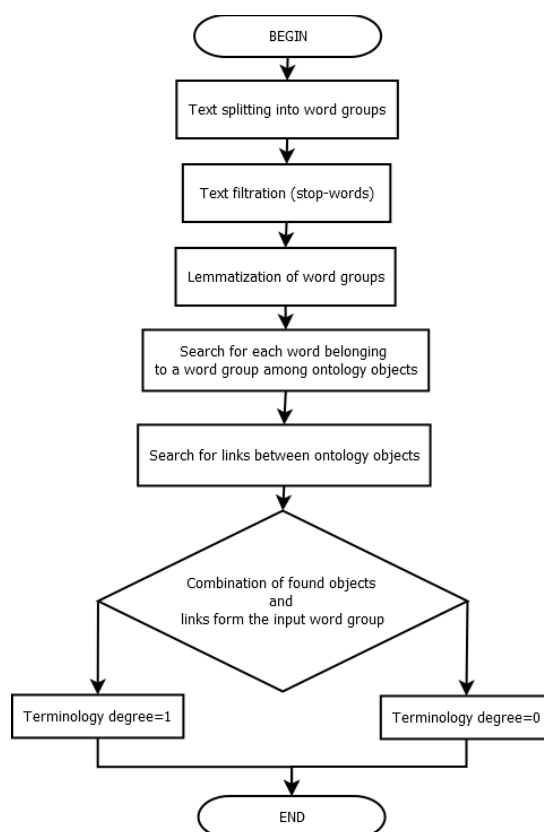 BEGIN
Text splitting into word groups
Text filtration (stop-words)
Lemmatization of word groups
Search for each word belonging
to a word group among ontology objects
Search for links between ontology objects
Combination of found objects
and
links form the input word group
Terminology degree=1
Terminology degree=0
END